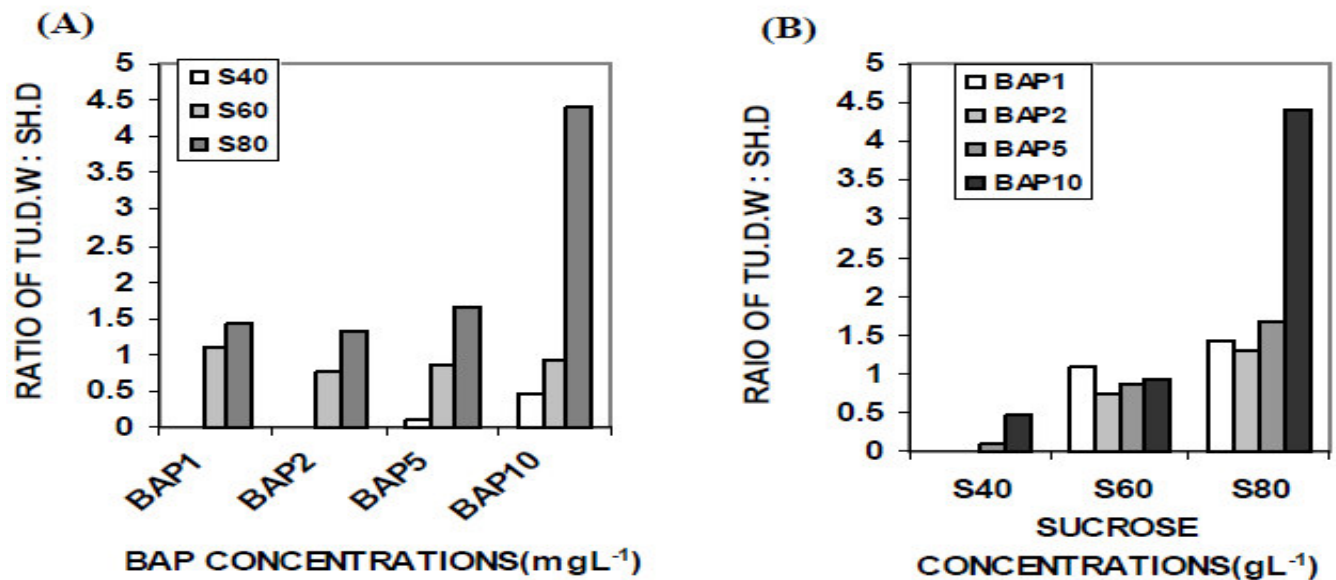 (A)
RATIO OF TU.D.W : SH.D
5
4.5
4
3.5
3
2.5
2
1.5
1
0.5
0
S40
S60
S80
BAP1
BAP2
BAP5
BAP10
BAP CONCENTRATIONS(mgL-1)
(B)
RAIO OF TU.D.W : SH.D
5
4.5
4
3.5
3
2.5
2
1.5
1
0.5
0
BAP1
BAP2
BAP5
BAP10
S40
S60
S80
SUCROSE
CONCENTRATIONS(gL-1)